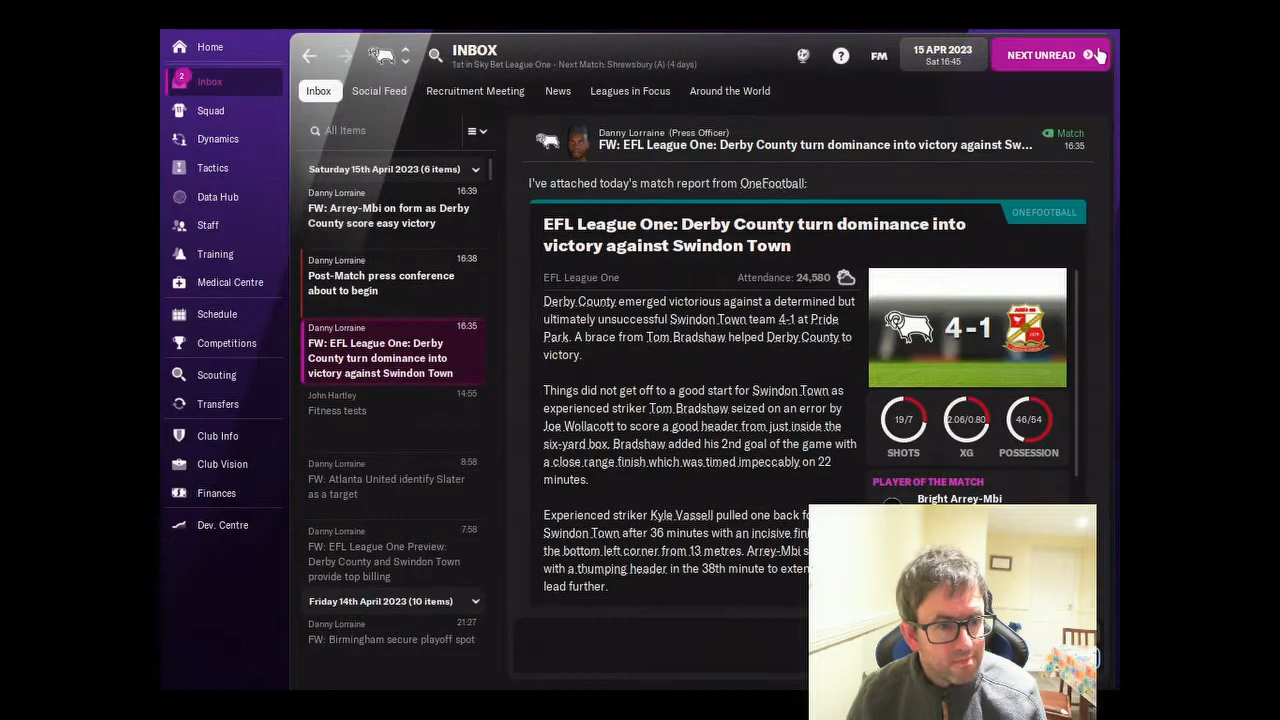 Home
2
Inbox
Squad
Dynamics
Tactics
Data Hub
Staff
Training
Medical Centre
Schedule
Competitions
Scouting
Transfers
Club Info
Club Vision
Finances
Dev. Centre
INBOX
1st in Sky Bet League One - Next Match: Shrewsbury (A) (4 days)
?
FM
15 APR 2023
Sat 16:45
NEXT UNREAD
Inbox
Social Feed
Recruitment Meeting
News
Leagues in Focus
Around the World
All Items
Saturday 15th April 2023 (6 items)
Danny Lorraine 16:39
FW: Arrey-Mbi on form as Derby
County score easy victory
Danny Lorraine 16:38
Post-Match press conference
about to begin
Danny Lorraine 16:35
FW: EFL League One: Derby
County turn dominance into
victory against Swindon Town
John Hartley 14:55
Fitness tests
Danny Lorraine 8:58
FW: Atlanta United identify Slater
as a target
Danny Lorraine 7:58
FW: EFL League One Preview:
Derby County and Swindon Town
provide top billing
Friday 14th April 2023 (10 items)
Danny Lorraine 21:27
FW: Birmingham secure playoff spot
Danny Lorraine (Press Officer)
FW: EFL League One: Derby County turn dominance into victory against Sw...
Match
16:35
I've attached today's match report from OneFootball:
ONEFOOTBALL
EFL League One: Derby County turn dominance into
victory against Swindon Town
EFL League One
Attendance: 24,580
Derby County emerged victorious against a determined but
ultimately unsuccessful Swindon Town team 4-1 at Pride
Park. A brace from Tom Bradshaw helped Derby County to
victory.
Things did not get off to a good start for Swindon Town as
experienced striker Tom Bradshaw seized on an error by
Joe Wollacott to score a good header from just inside the
six-yard box. Bradshaw added his 2nd goal of the game with
a close range finish which was timed impeccably on 22
minutes.
Experienced striker Kyle Vassell pulled one back fo
Swindon Town after 36 minutes with an incisive fini
the bottom left corner from 13 metres. Arrey-Mbi s
with a thumping header in the 38th minute to exten
lead further.
4-1
19/7
2.06/0.80
46/54
SHOTS
XG
POSSESSION
PLAYER OF THE MATCH
Bright Arrey-Mbi